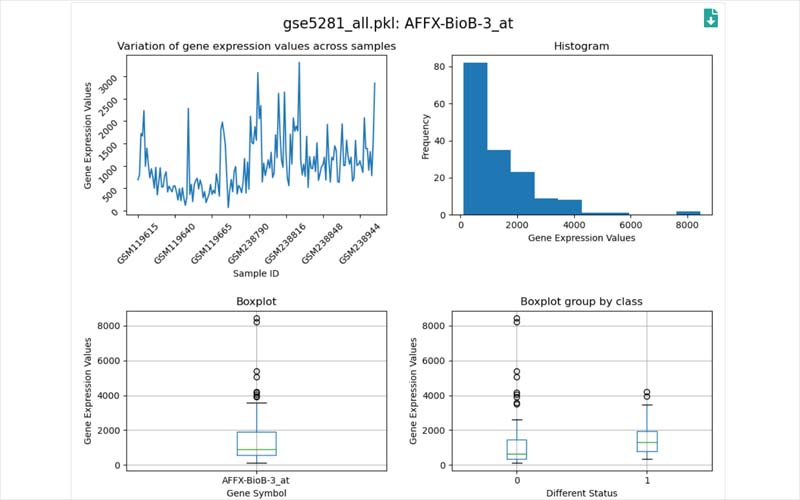 gse5281_all.pkl: AFFX-BioB-3_at
Variation of gene expression values across samples
Gene Expression Values
3000
2500
2000
1500
1000
500
0
GSM119615
GSM119640
GSM119665
GSM238790
GSM238816
GSM238848
GSM238944
Sample ID
Histogram
Frequency
80
60
40
20
0
0
2000
4000
6000
8000
Gene Expression Values
Boxplot
Gene Expression Values
8000
6000
4000
2000
0
AFFX-BioB-3_at
Gene Symbol
Boxplot group by class
Gene Expression Values
8000
6000
4000
2000
0
0
1
Different Status